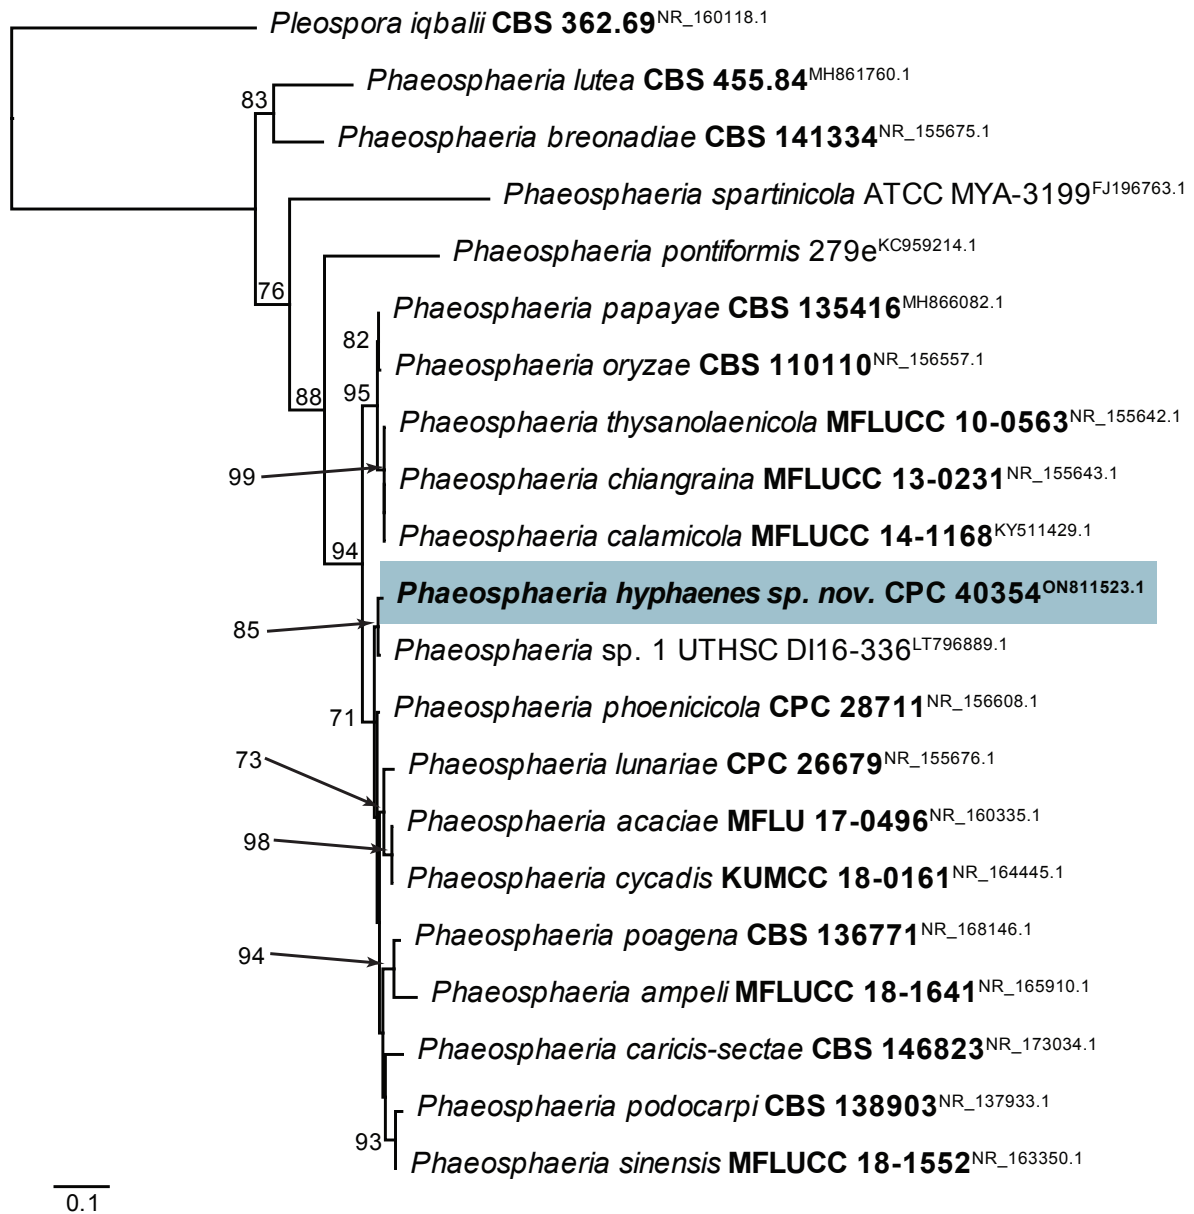 Pleospora iqbalii CBS 362.69NR_160118.1
Phaeosphaeria lutea CBS 455.84MH861760.1
83
Phaeosphaeria breonadiae CBS 141334NR_155675.1
Phaeosphaeria spartinicola ATCC MYA-3199FJ196763.1
Phaeosphaeria pontiformis 279eKC959214.1
76
Phaeosphaeria papayae CBS 135416MH866082.1
82
Phaeosphaeria oryzae CBS 110110NR_156557.1
88
95
Phaeosphaeria thysanolaenicola MFLUCC 10-0563NR_155642.1
99
Phaeosphaeria chiangraina MFLUCC 13-0231NR_155643.1
Phaeosphaeria calamicola MFLUCC 14-1168KY511429.1
94
Phaeosphaeria hyphaenes sp. nov. CPC 40354ON811523.1
85
Phaeosphaeria sp. 1 UTHSC DI16-336LT796889.1
Phaeosphaeria phoenicicola CPC 28711NR_156608.1
71
73
Phaeosphaeria lunariae CPC 26679NR_155676.1
Phaeosphaeria acaciae MFLU 17-0496NR_160335.1
98
Phaeosphaeria cycadis KUMCC 18-0161NR_164445.1
Phaeosphaeria poagena CBS 136771NR_168146.1
94
Phaeosphaeria ampeli MFLUCC 18-1641NR_165910.1
Phaeosphaeria caricis-sectae CBS 146823NR_173034.1
Phaeosphaeria podocarpi CBS 138903NR_137933.1
93
Phaeosphaeria sinensis MFLUCC 18-1552NR_163350.1
0.1